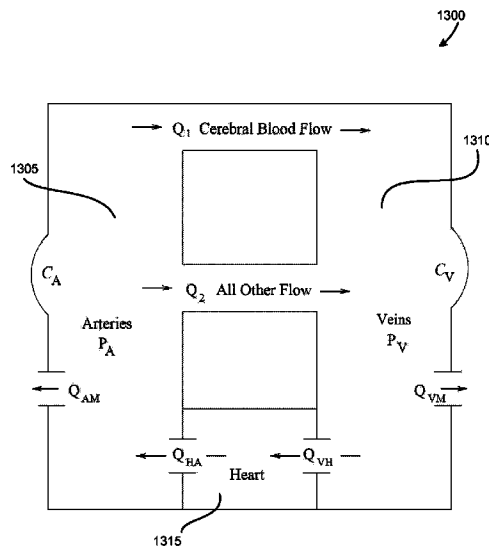 1300
Q1 Cerebral Blood Flow
1305
1310
CA
CV
Q2 All Other Flow
Arteries
PA
Veins
PV
QAM
QVM
QHA
QVH
Heart
1315